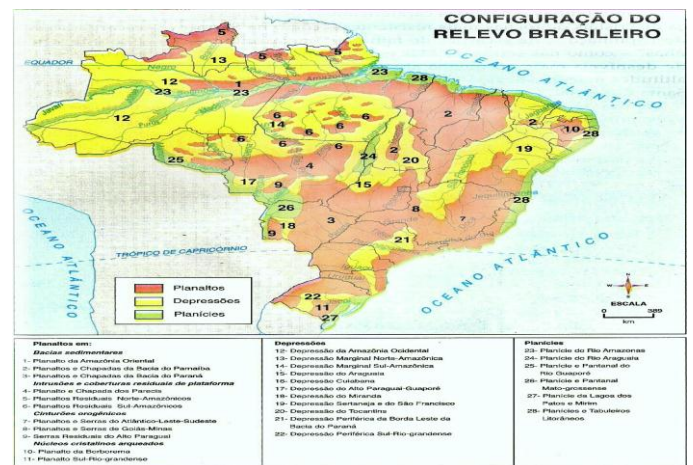 CONFIGURAÇÃO DO
RELEVO BRASILEIRO
EQUADOR
OCEANO ATLÂNTICO
OCEANO ATLÂNTICO
TRÓPICO DE CAPRICÓRNIO
OCEANO ATLÂNTICO
Planaltos
Depressões
Planícies
ESCALA
0 389
km
Planaltos em:
Bacias sedimentares
1- Planalto da Amazônia Oriental
2- Planaltos e Chapadas da Bacia do Parnaíba
3- Planaltos e Chapadas da Bacia do Paraná
Intrusões e coberturas residuais de plataforma
4- Planalto e Chapada dos Parecis
5- Planaltos Residuais Norte-Amazônicos
6- Planaltos Residuais Sul-Amazônicos
Cinturões orogênicos
7- Planaltos e Serras do Atlântico-Leste-Sudeste
8- Planaltos e Serras de Goiás-Minas
9- Serras Residuais do Alto Paraguai
Núcleos cristalinos arqueados
10- Planalto da Borborema
11- Planalto Sul-Rio-grandense
Depressões
12- Depressão da Amazônia Ocidental
13- Depressão Marginal Norte-Amazônica
14- Depressão Marginal Sul-Amazônica
15- Depressão do Araguaia
16- Depressão Cuiabana
17- Depressão do Alto Paraguai-Guaporé
18- Depressão do Miranda
19- Depressão Sertaneja e do São Francisco
20- Depressão do Tocantins
21- Depressão Periférica da Borda Leste da
Bacia do Paraná
22- Depressão Periférica Sul-Rio-grandense
Planícies
23- Planície do Rio Amazonas
24- Planície do Rio Araguaia
25- Planície e Pantanal do
Rio Guaporé
26- Planície e Pantanal
Mato-grossense
27- Planície da Lagoa dos
Patos e Mirim
28- Planícies e Tabuleiros
Litorâneos